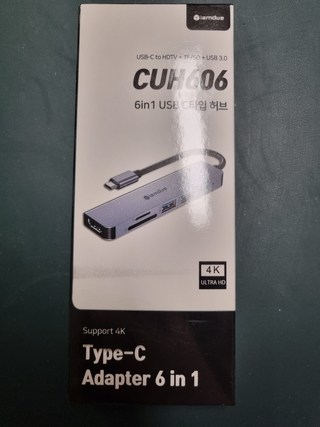 iamdua
USB-C to HDTV + TF/SD + USB 3.0
CUH606
6in1 USB C타입 허브
4K
ULTRA HD
Support 4K
Type-C
Adapter 6 in 1